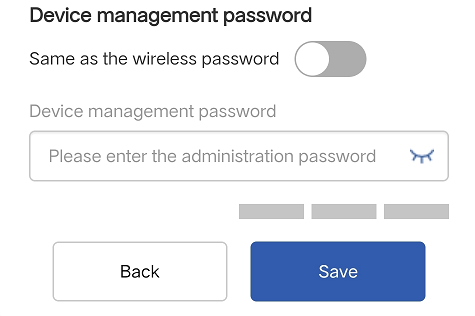 Device management password
Same as the wireless password
Device management password
Please enter the administration password
Back
Save